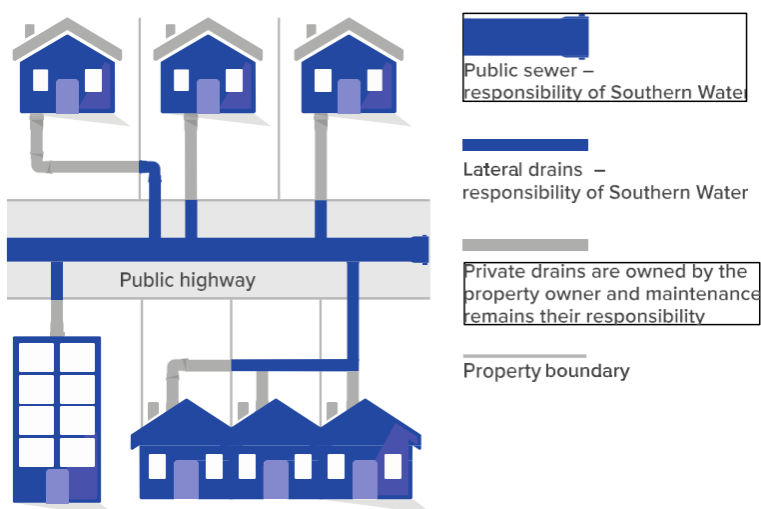 Public sewer –
responsibility of Southern Water
Lateral drains –
responsibility of Southern Water
Public highway
Private drains are owned by the
property owner and maintenance
remains their responsibility
Property boundary